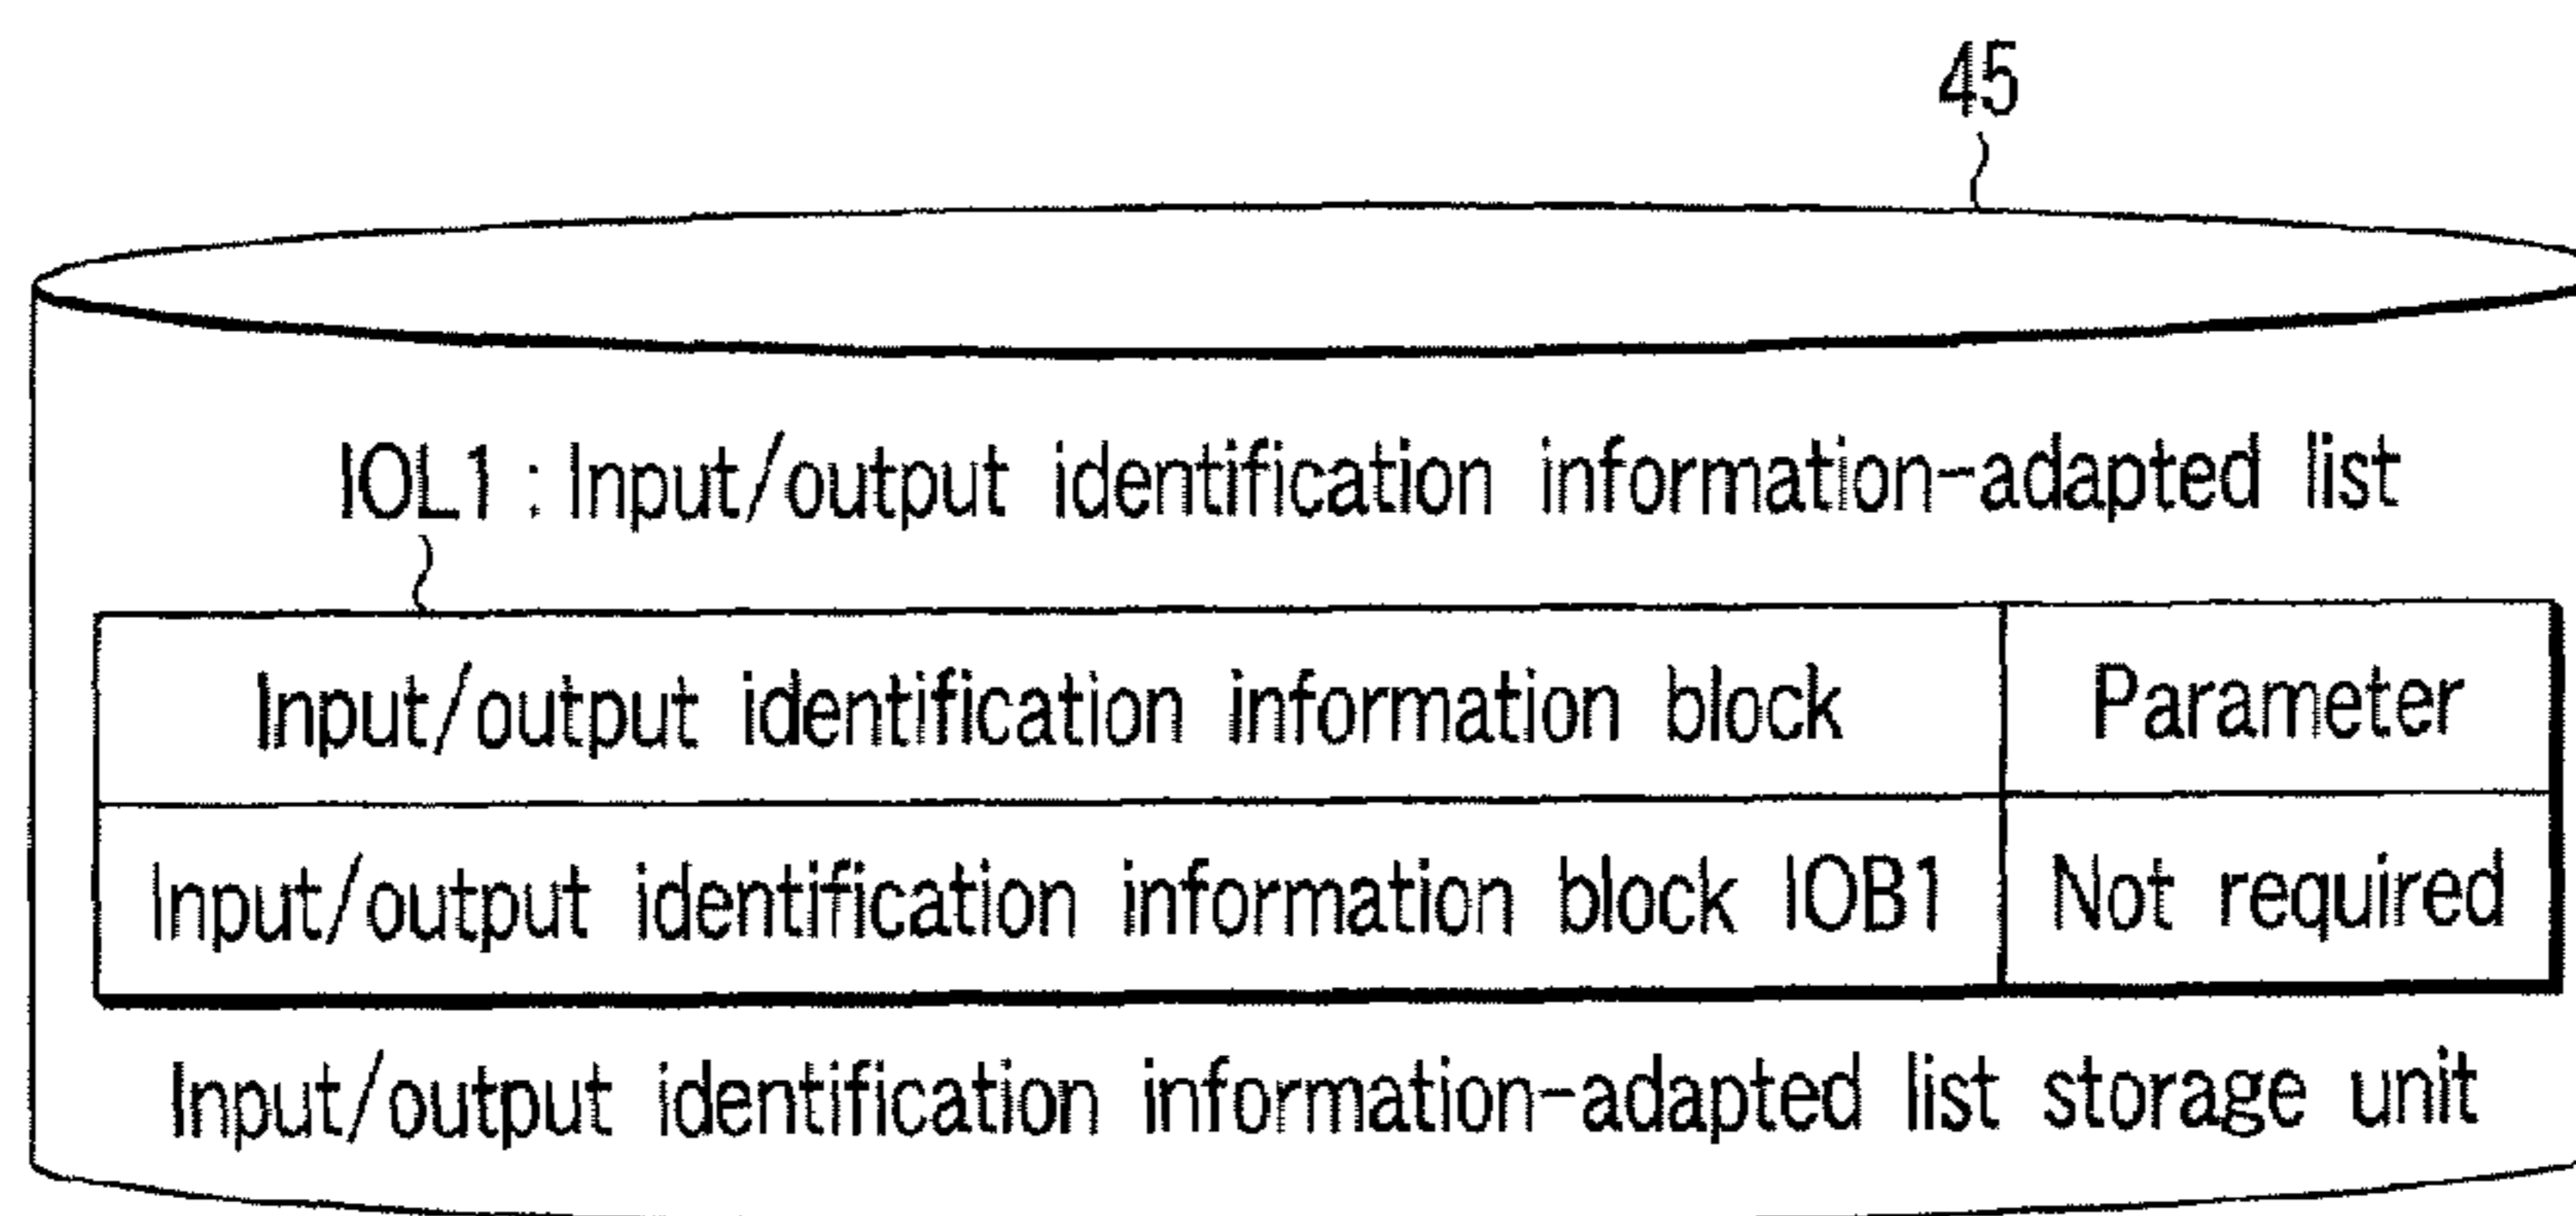 45
IOL1 : Input/output identification information-adapted list
Input/output identification information block Parameter
Input/output identification information block IOB1 Not required
Input/output identification information-adapted list storage unit